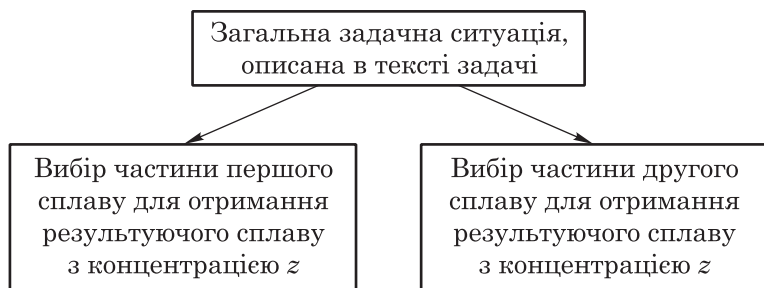 Загальна задачна ситуація,
описана в тексті задачі
Вибір частини першого
сплаву для отримання
результуючого сплаву
з концентрацією z
Вибір частини другого
сплаву для отримання
результуючого сплаву
з концентрацією z